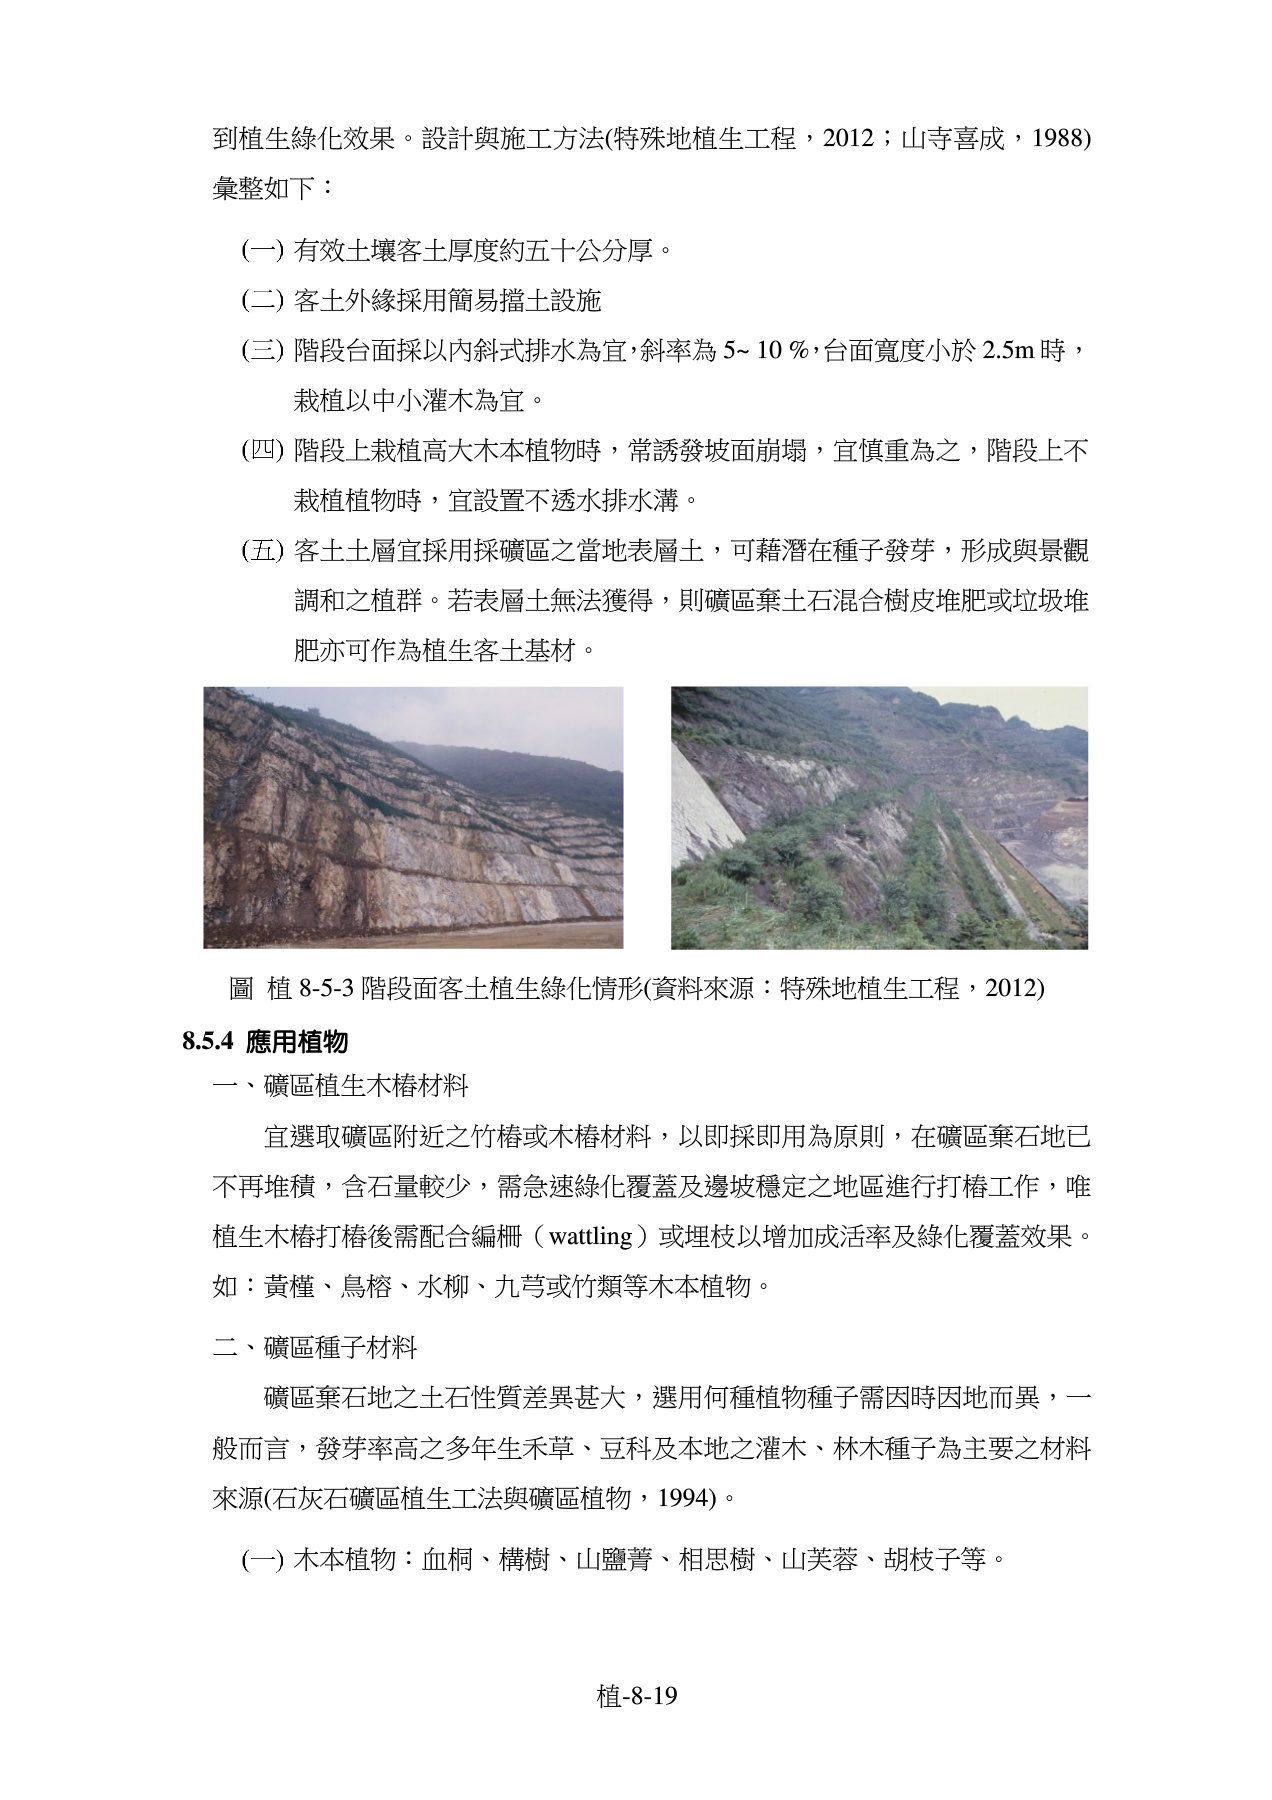 到植生綠化效果。設計與施工方法(特殊地植生工程，2012；山寺喜成，1988)
彙整如下：
(一) 有效土壤客土厚度約五十公分厚。
(二) 客土外緣採用簡易擋土設施
(三) 階段台面採以內斜式排水為宜，斜率為 5~ 10 %，台面寬度小於 2.5m 時，
栽植以中小灌木為宜。
(四) 階段上栽植高大木本植物時，常誘發坡面崩塌，宜慎重為之，階段上不
栽植植物時，宜設置不透水排水溝。
(五) 客土土層宜採用採礦區之當地表層土，可藉潛在種子發芽，形成與景觀
調和之植群。若表層土無法獲得，則礦區棄土石混合樹皮堆肥或垃圾堆
肥亦可作為植生客土基材。
圖 植 8-5-3 階段面客土植生綠化情形(資料來源：特殊地植生工程，2012)
8.5.4 應用植物
一、礦區植生木樁材料
宜選取礦區附近之竹樁或木樁材料，以即採即用為原則，在礦區棄石地已
不再堆積，含石量較少，需急速綠化覆蓋及邊坡穩定之地區進行打樁工作，唯
植生木樁打樁後需配合編柵（wattling）或埋枝以增加成活率及綠化覆蓋效果。
如：黃槿、鳥榕、水柳、九芎或竹類等木本植物。
二、礦區種子材料
礦區棄石地之土石性質差異甚大，選用何種植物種子需因時因地而異，一
般而言，發芽率高之多年生禾草、豆科及本地之灌木、林木種子為主要之材料
來源(石灰石礦區植生工法與礦區植物，1994)。
(一) 木本植物：血桐、構樹、山鹽菁、相思樹、山芙蓉、胡枝子等。
植-8-19